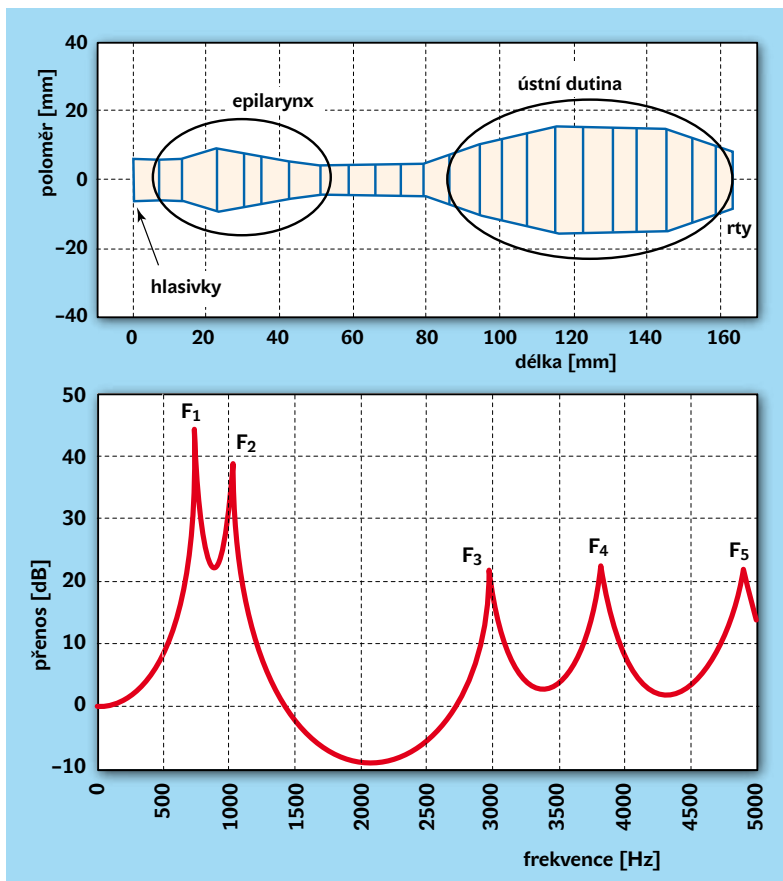 40
20
0
–20
–40
poloměr [mm]
epilarynx
ústní dutina
hlasivky
rty
0 20 40 60 80 100 120 140 160
délka [mm]
50
40
30
20
10
0
–10
přenos [dB]
F1
F2
F3
F4
F5
0 500 1000 1500 2000 2500 3000 3500 4000 4500 5000
frekvence [Hz]